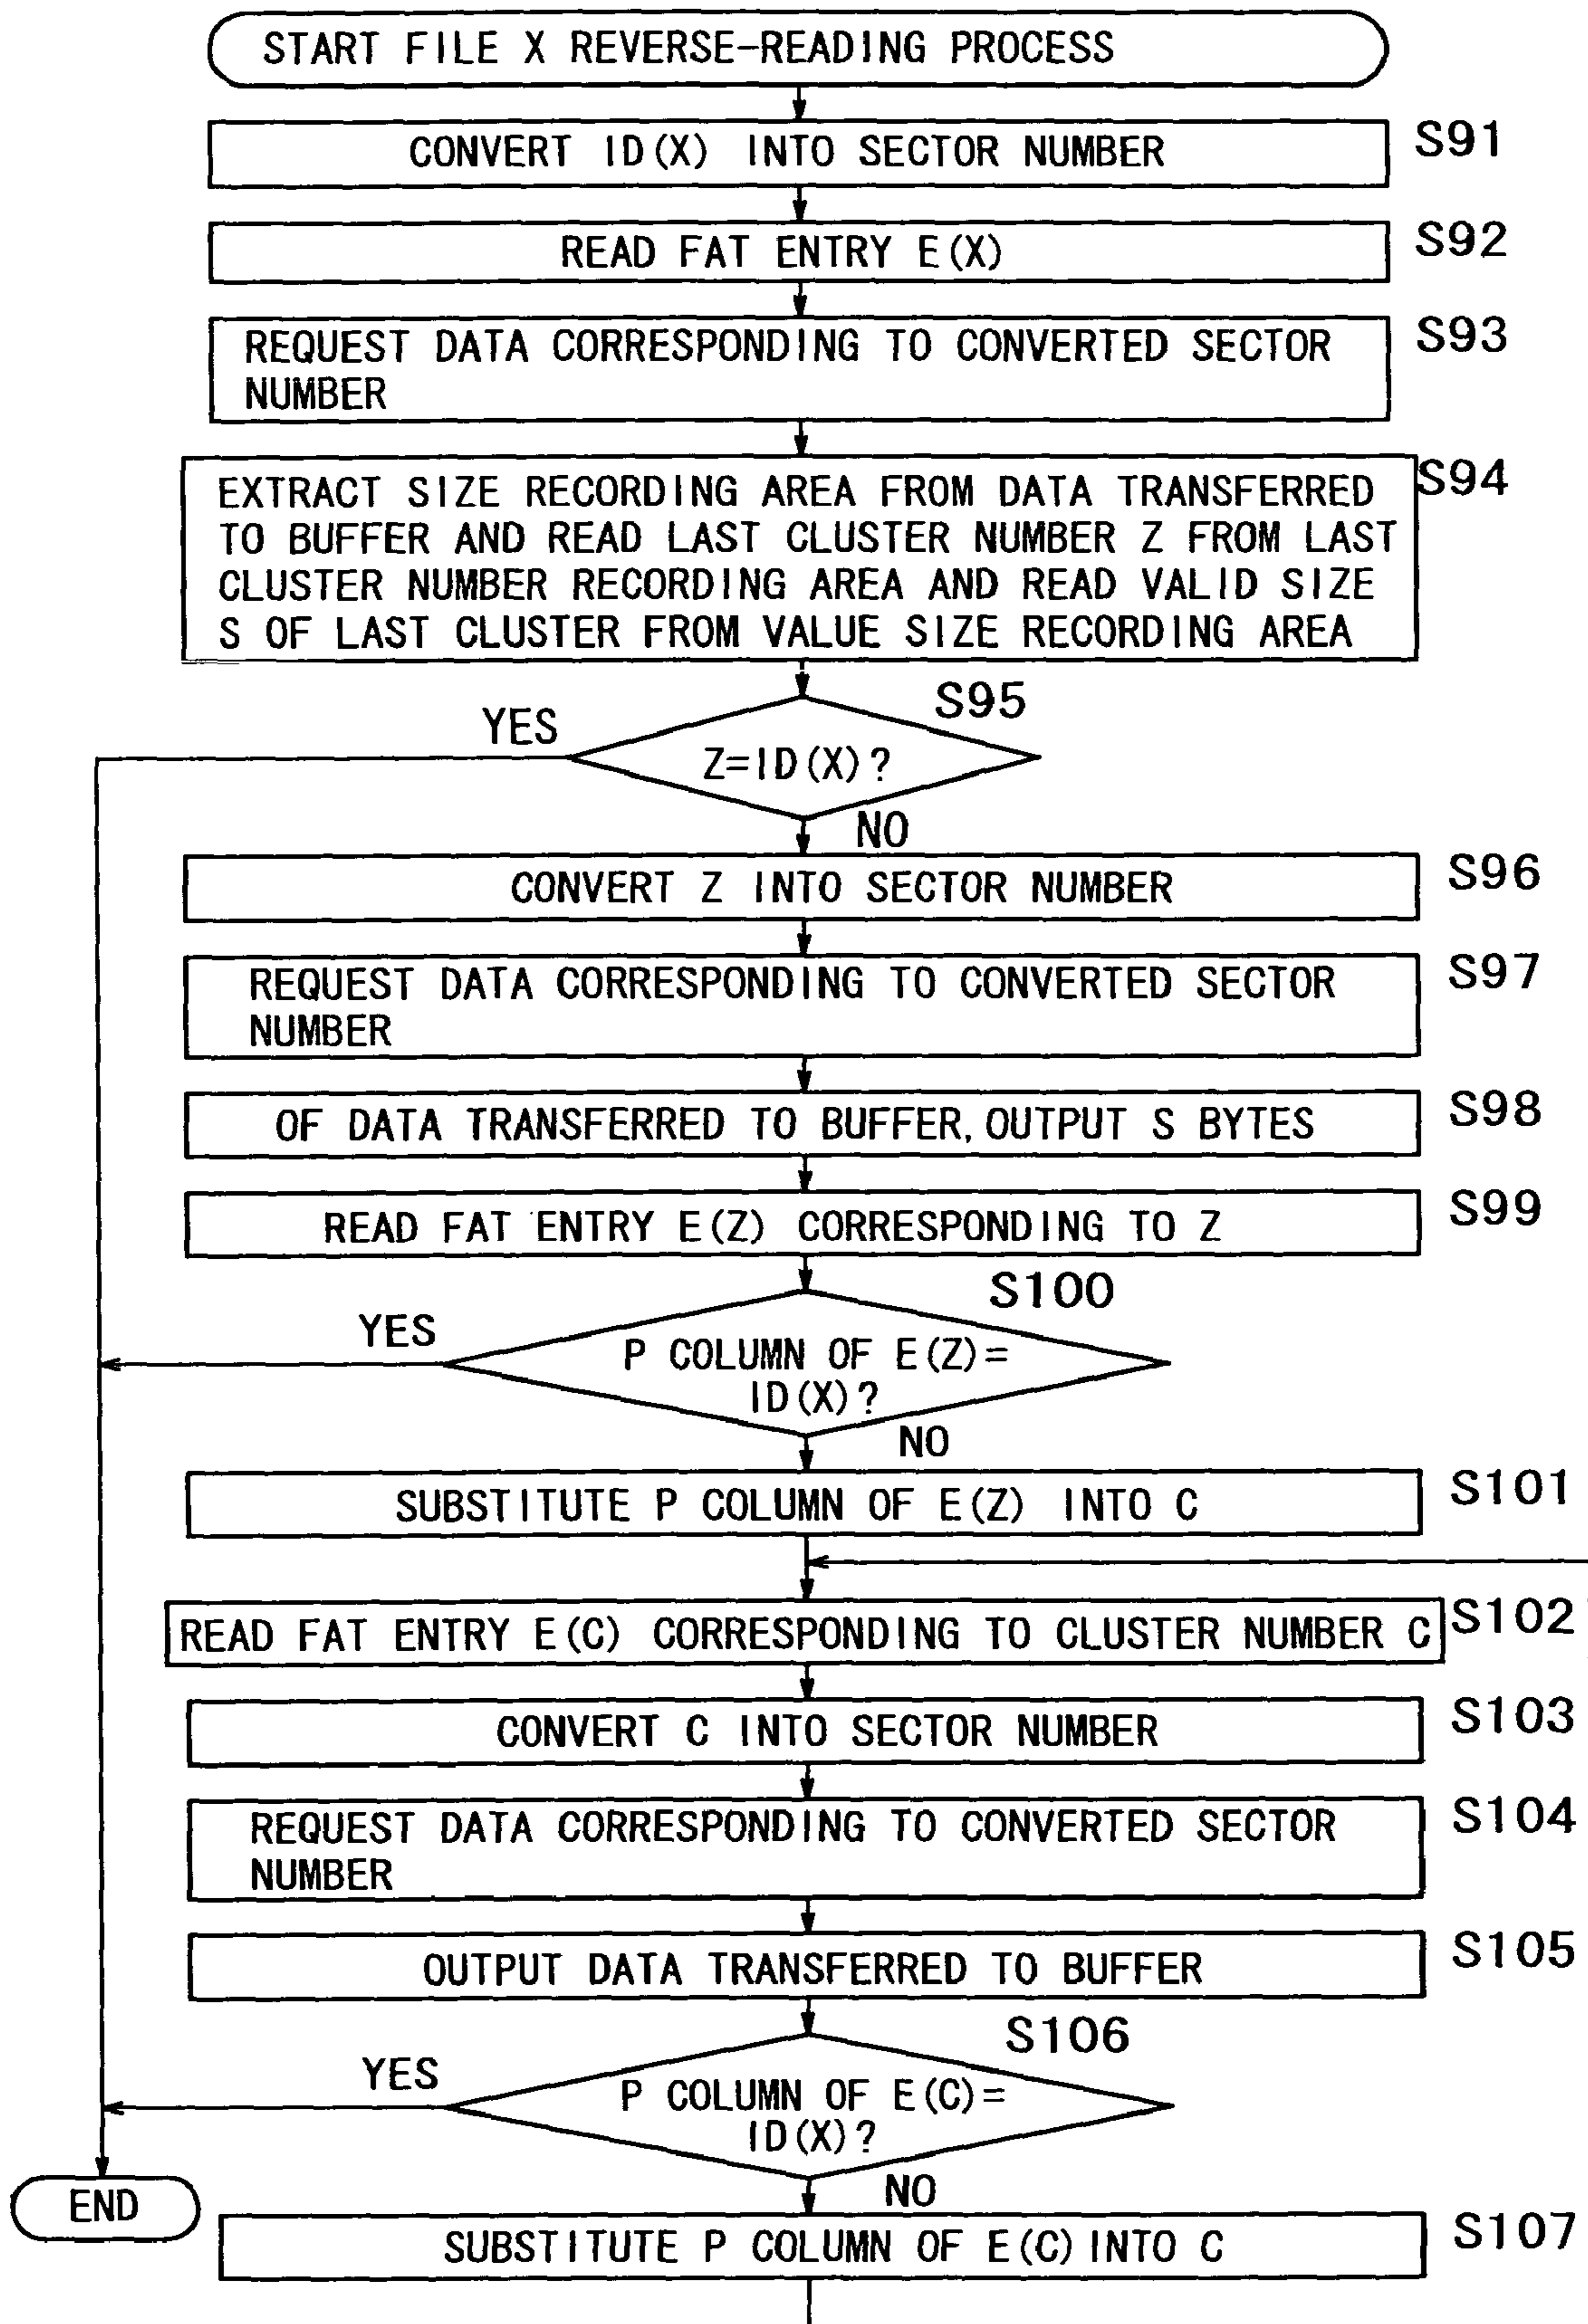 START FILE X REVERSE-READING PROCESS
CONVERT ID(X) INTO SECTOR NUMBER
S91
READ FAT ENTRY E(X)
S92
REQUEST DATA CORRESPONDING TO CONVERTED SECTOR
NUMBER
S93
EXTRACT SIZE RECORDING AREA FROM DATA TRANSFERRED
TO BUFFER AND READ LAST CLUSTER NUMBER Z FROM LAST
CLUSTER NUMBER RECORDING AREA AND READ VALID SIZE
S OF LAST CLUSTER FROM VALUE SIZE RECORDING AREA
S94
S95
YES
Z=ID(X)?
NO
CONVERT Z INTO SECTOR NUMBER
S96
REQUEST DATA CORRESPONDING TO CONVERTED SECTOR
NUMBER
S97
OF DATA TRANSFERRED TO BUFFER, OUTPUT S BYTES
S98
READ FAT ENTRY E(Z) CORRESPONDING TO Z
S99
S100
YES
P COLUMN OF E(Z)=
ID(X)?
NO
SUBSTITUTE P COLUMN OF E(Z) INTO C
S101
READ FAT ENTRY E(C) CORRESPONDING TO CLUSTER NUMBER C
S102
CONVERT C INTO SECTOR NUMBER
S103
REQUEST DATA CORRESPONDING TO CONVERTED SECTOR
NUMBER
S104
OUTPUT DATA TRANSFERRED TO BUFFER
S105
S106
YES
P COLUMN OF E(C)=
ID(X)?
NO
END
SUBSTITUTE P COLUMN OF E(C) INTO C
S107